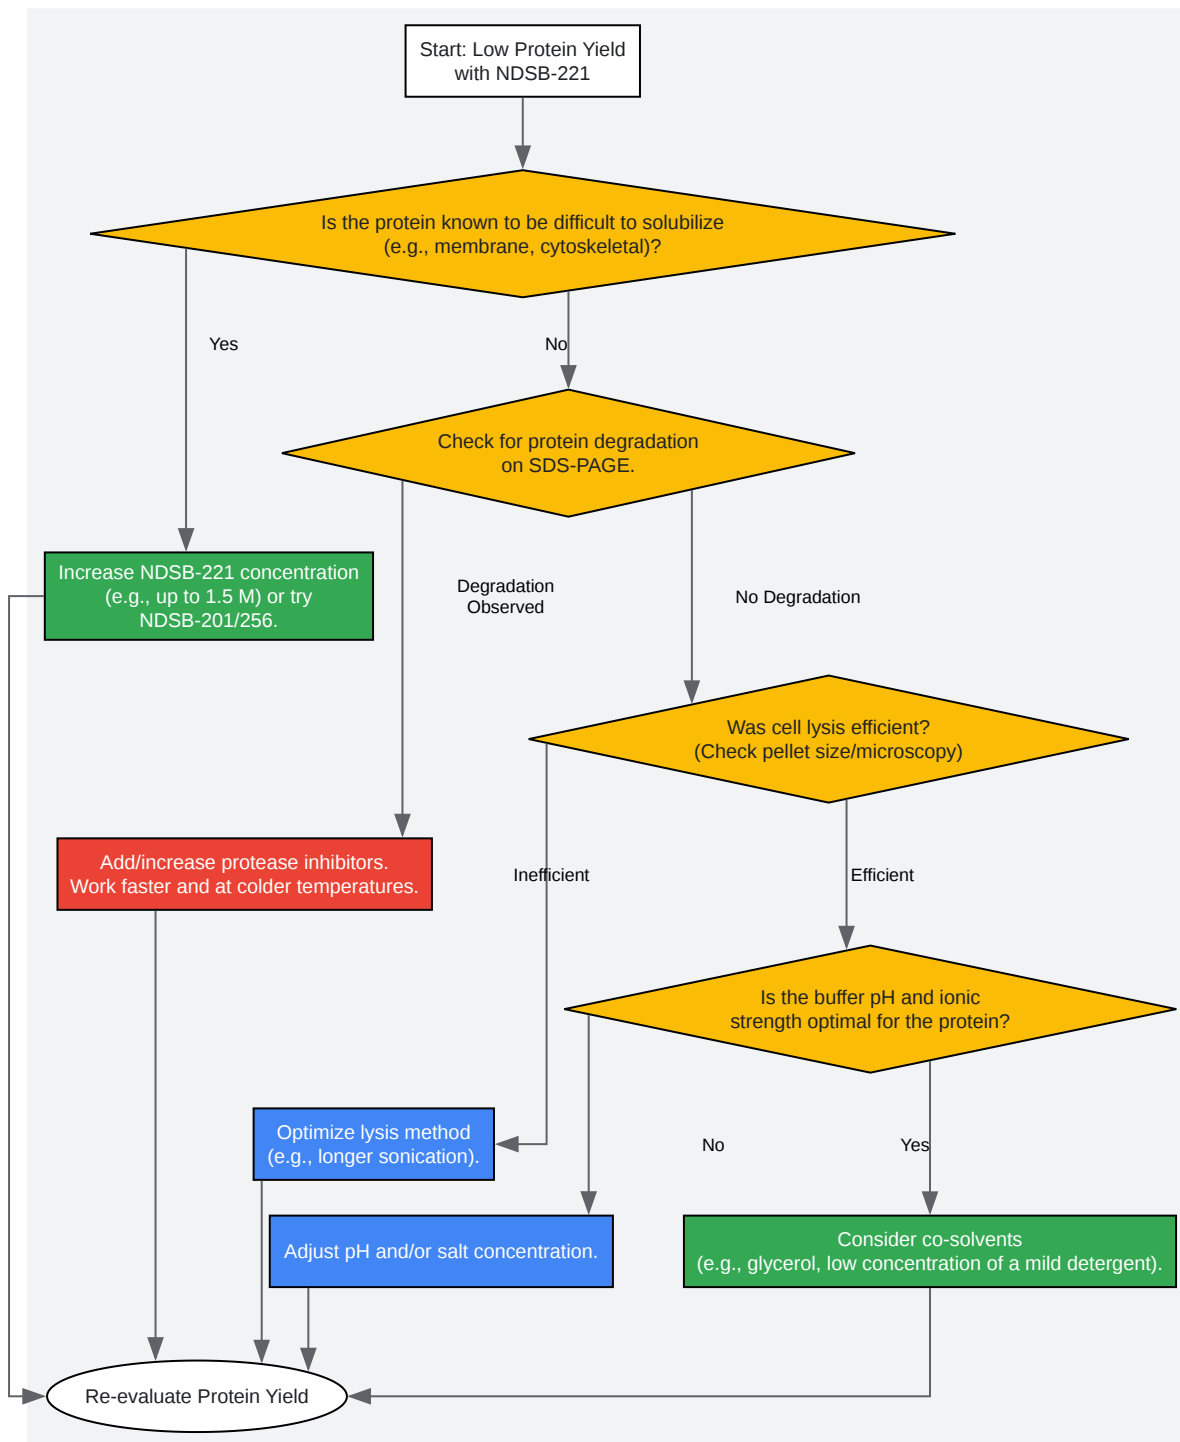 Start: Low Protein Yield
with NDSB-221
Is the protein known to be difficult to solubilize
(e.g., membrane, cytoskeletal)?
Yes
No
Check for protein degradation
on SDS-PAGE.
Increase NDSB-221 concentration
(e.g., up to 1.5 M) or try
NDSB-201/256.
Degradation
Observed
No Degradation
Was cell lysis efficient?
(Check pellet size/microscopy)
Add/increase protease inhibitors.
Work faster and at colder temperatures.
Inefficient
Efficient
Is the buffer pH and ionic
strength optimal for the protein?
Optimize lysis method
(e.g., longer sonication).
No
Yes
Adjust pH and/or salt concentration.
Consider co-solvents
(e.g., glycerol, low concentration of a mild detergent).
Re-evaluate Protein Yield